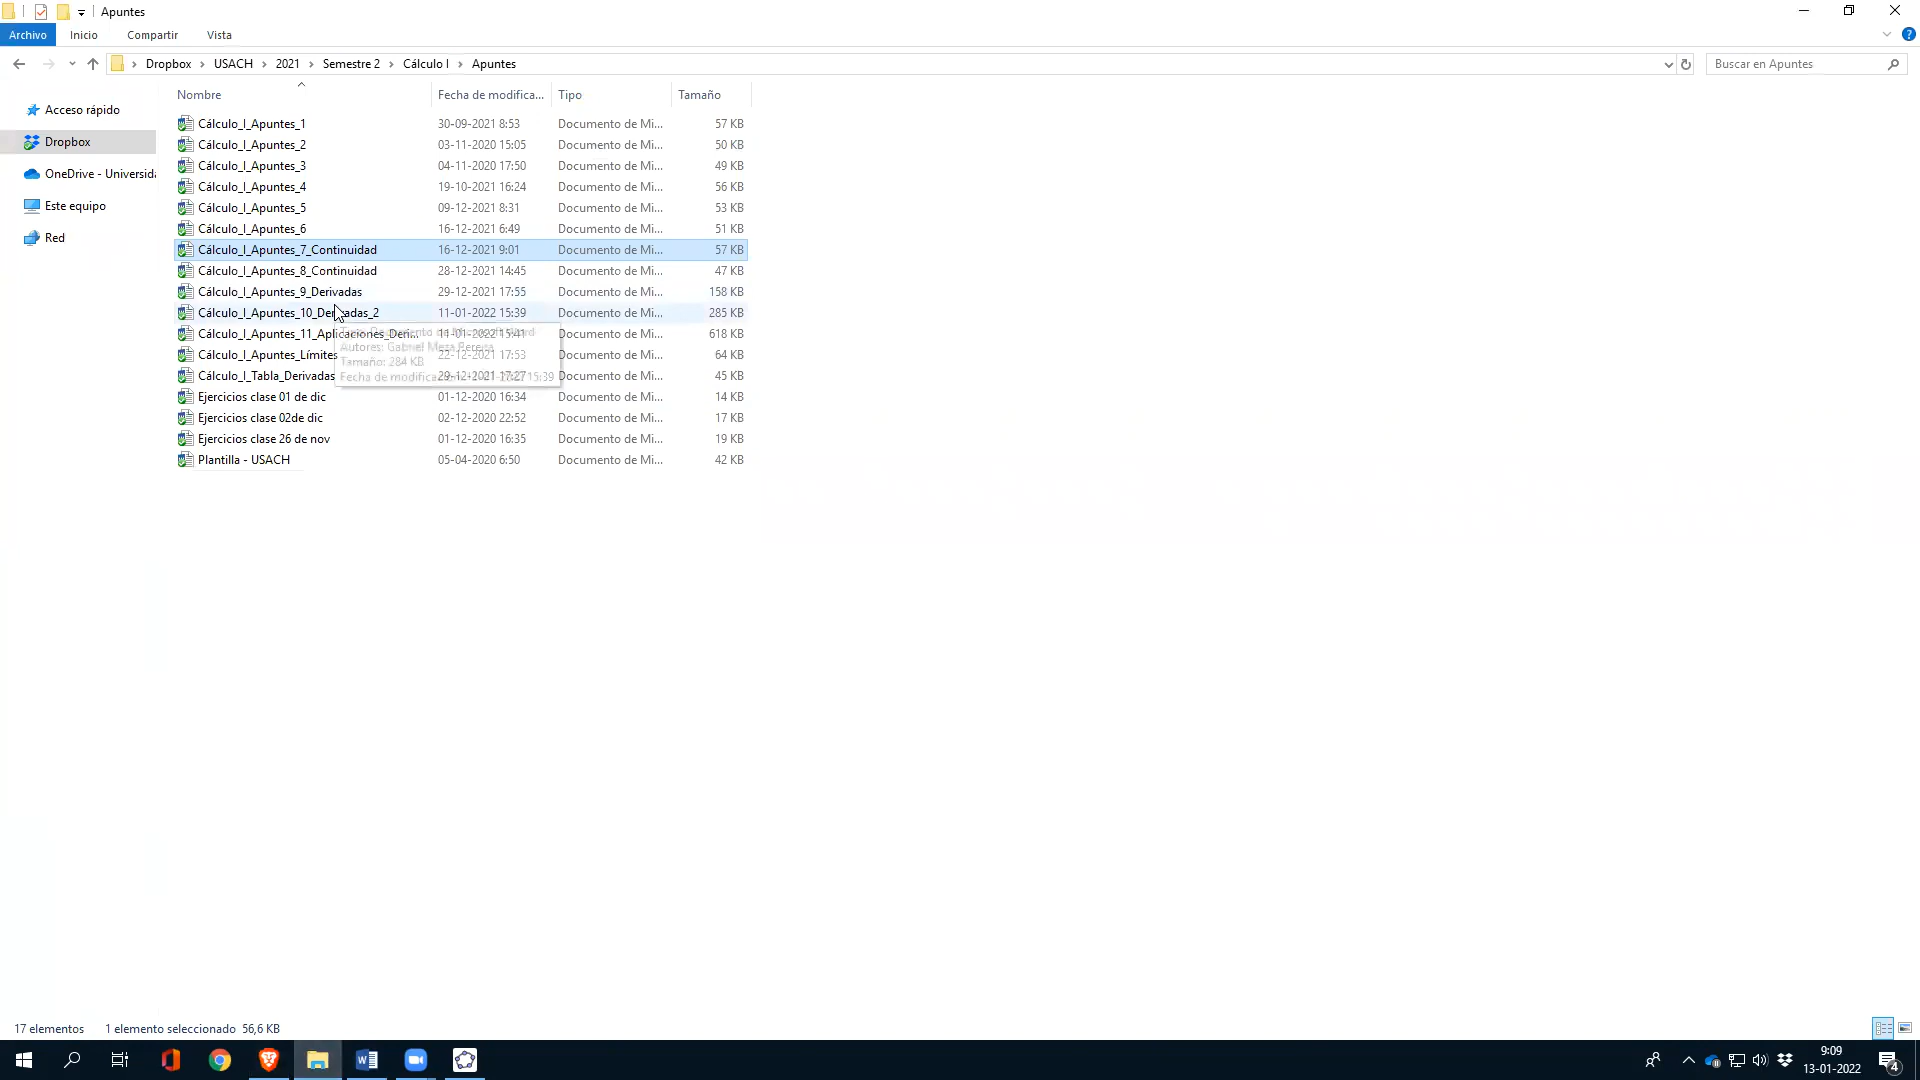 Apuntes
Archivo Inicio Compartir Vista
Dropbox > USACH > 2021 > Semestre 2 > Cálculo I > Apuntes
Buscar en Apuntes
Acceso rápido
Dropbox
OneDrive - Universida
Este equipo
Red
Nombre Fecha de modifica... Tipo Tamaño
Cálculo_I_Apuntes_1 30-09-2021 8:53 Documento de Mi... 57 KB
Cálculo_I_Apuntes_2 03-11-2020 15:05 Documento de Mi... 50 KB
Cálculo_I_Apuntes_3 04-11-2020 17:50 Documento de Mi... 49 KB
Cálculo_I_Apuntes_4 19-10-2021 16:24 Documento de Mi... 56 KB
Cálculo_I_Apuntes_5 09-12-2021 8:31 Documento de Mi... 53 KB
Cálculo_I_Apuntes_6 16-12-2021 6:49 Documento de Mi... 51 KB
Cálculo_I_Apuntes_7_Continuidad 16-12-2021 9:01 Documento de Mi... 57 KB
Cálculo_I_Apuntes_8_Continuidad 28-12-2021 14:45 Documento de Mi... 47 KB
Cálculo_I_Apuntes_9_Derivadas 29-12-2021 17:55 Documento de Mi... 158 KB
Cálculo_I_Apuntes_10_Derivadas_2 11-01-2022 15:39 Documento de Mi... 285 KB
Cálculo_I_Apuntes_11_Aplicaciones_Deri... 11-01-2022 15:41 Documento de Mi... 618 KB
Cálculo_I_Apuntes_Límites 22-12-2021 17:53 Documento de Mi... 64 KB
Cálculo_I_Tabla_Derivadas 29-12-2021 17:27 Documento de Mi... 45 KB
Ejercicios clase 01 de dic 01-12-2020 16:34 Documento de Mi... 14 KB
Ejercicios clase 02de dic 02-12-2020 22:52 Documento de Mi... 17 KB
Ejercicios clase 26 de nov 01-12-2020 16:35 Documento de Mi... 19 KB
Plantilla - USACH 05-04-2020 6:50 Documento de Mi... 42 KB
Autores: Gabriel Meza Pereira
Tamaño: 284 KB
17 elementos 1 elemento seleccionado 56,6 KB
9:09
13-01-2022
4